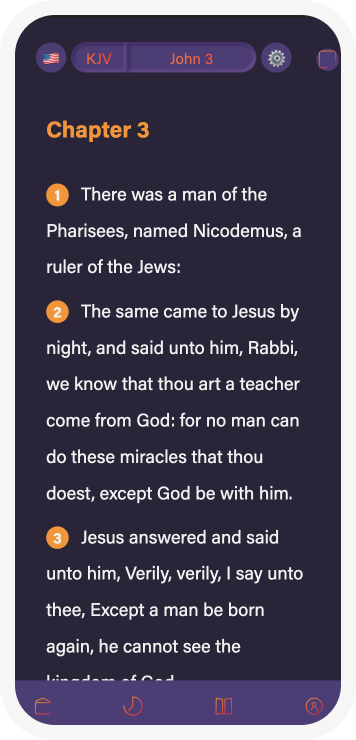 KJV John 3
Chapter 3
1 There was a man of the
Pharisees, named Nicodemus, a
ruler of the Jews:
2 The same came to Jesus by
night, and said unto him, Rabbi,
we know that thou art a teacher
come from God: for no man can
do these miracles that thou
doest, except God be with him.
3 Jesus answered and said
unto him, Verily, verily, I say unto
thee, Except a man be born
again, he cannot see the
kingdom of God